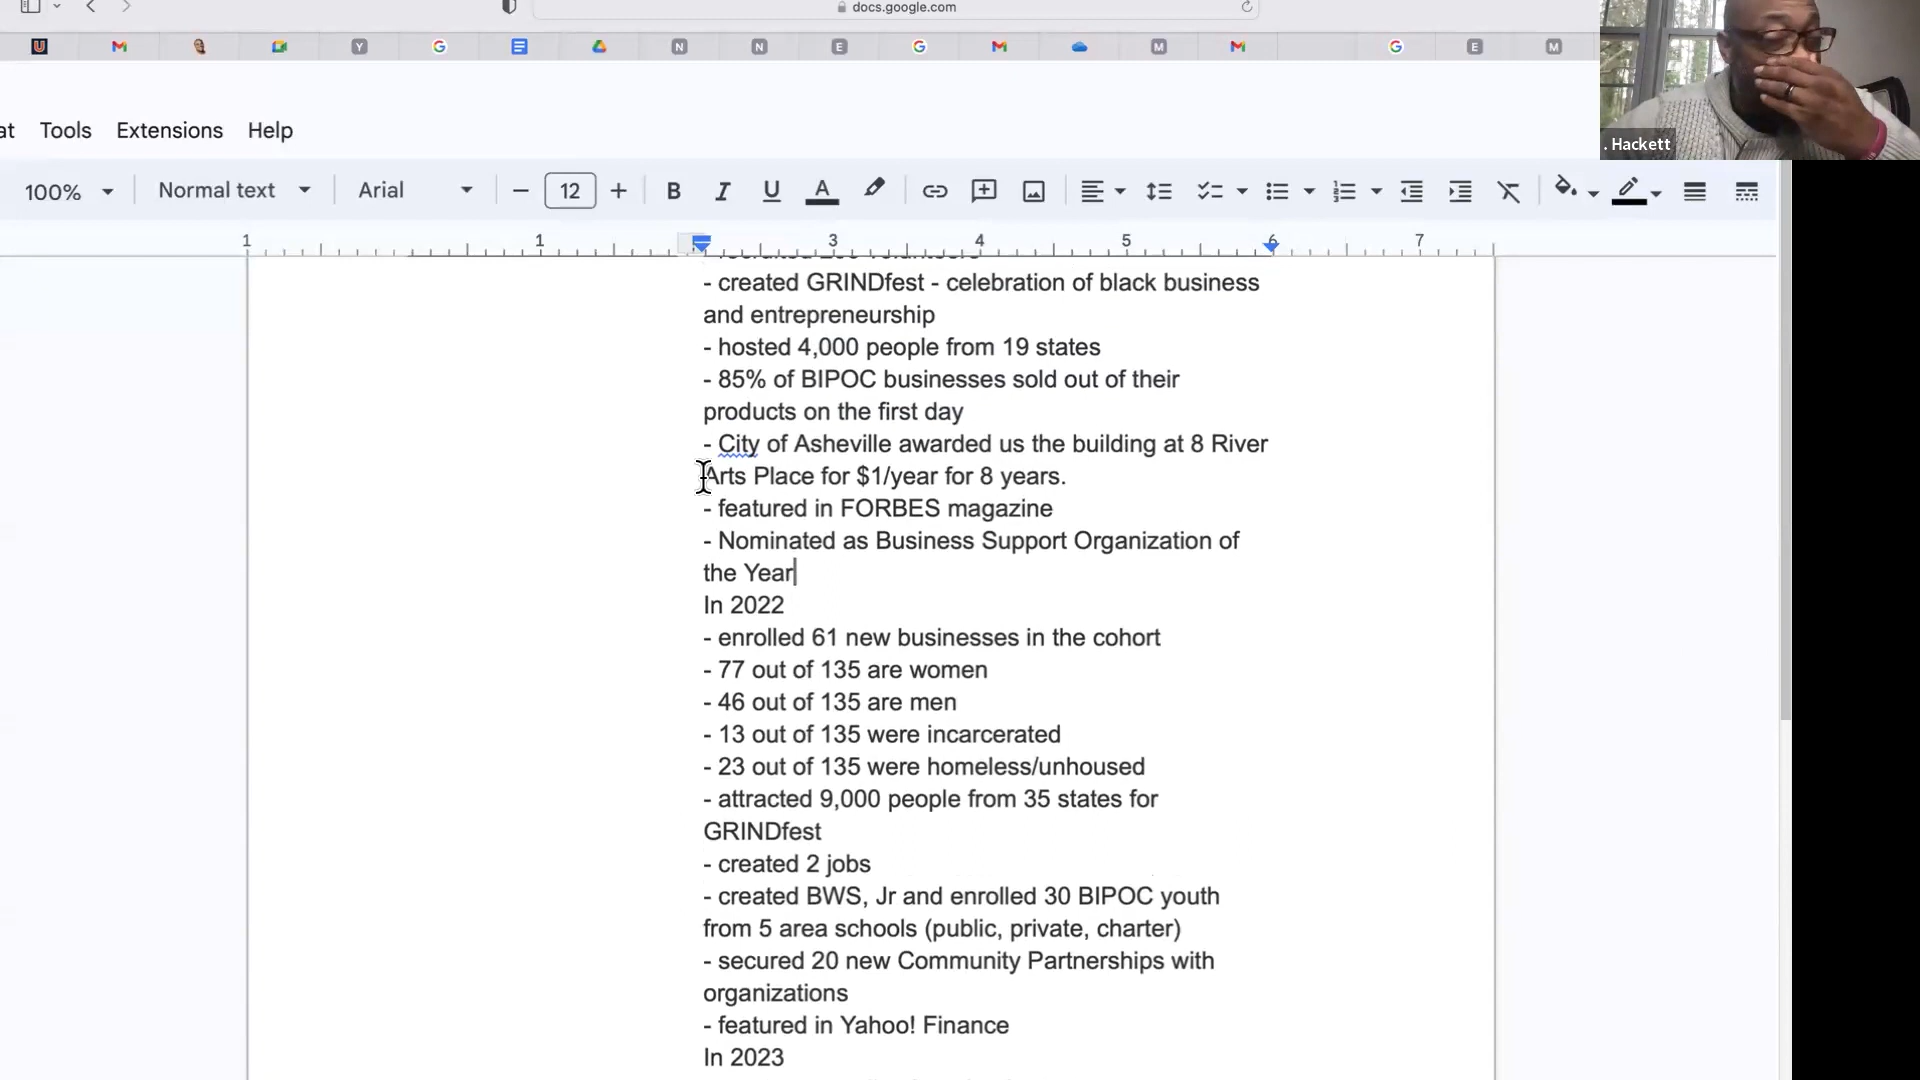 docs.google.com
Y
N
N
E
M
E
M
at Tools Extensions Help
. Hackett
100% Normal text Arial 12 B I U A
1 1 3 4 5 6 7
- created GRINDfest - celebration of black business
and entrepreneurship
- hosted 4,000 people from 19 states
- 85% of BIPOC businesses sold out of their
products on the first day
- City of Asheville awarded us the building at 8 River
Arts Place for $1/year for 8 years.
- featured in FORBES magazine
- Nominated as Business Support Organization of
the Year
In 2022
- enrolled 61 new businesses in the cohort
- 77 out of 135 are women
- 46 out of 135 are men
- 13 out of 135 were incarcerated
- 23 out of 135 were homeless/unhoused
- attracted 9,000 people from 35 states for
GRINDfest
- created 2 jobs
- created BWS, Jr and enrolled 30 BIPOC youth
from 5 area schools (public, private, charter)
- secured 20 new Community Partnerships with
organizations
- featured in Yahoo! Finance
In 2023